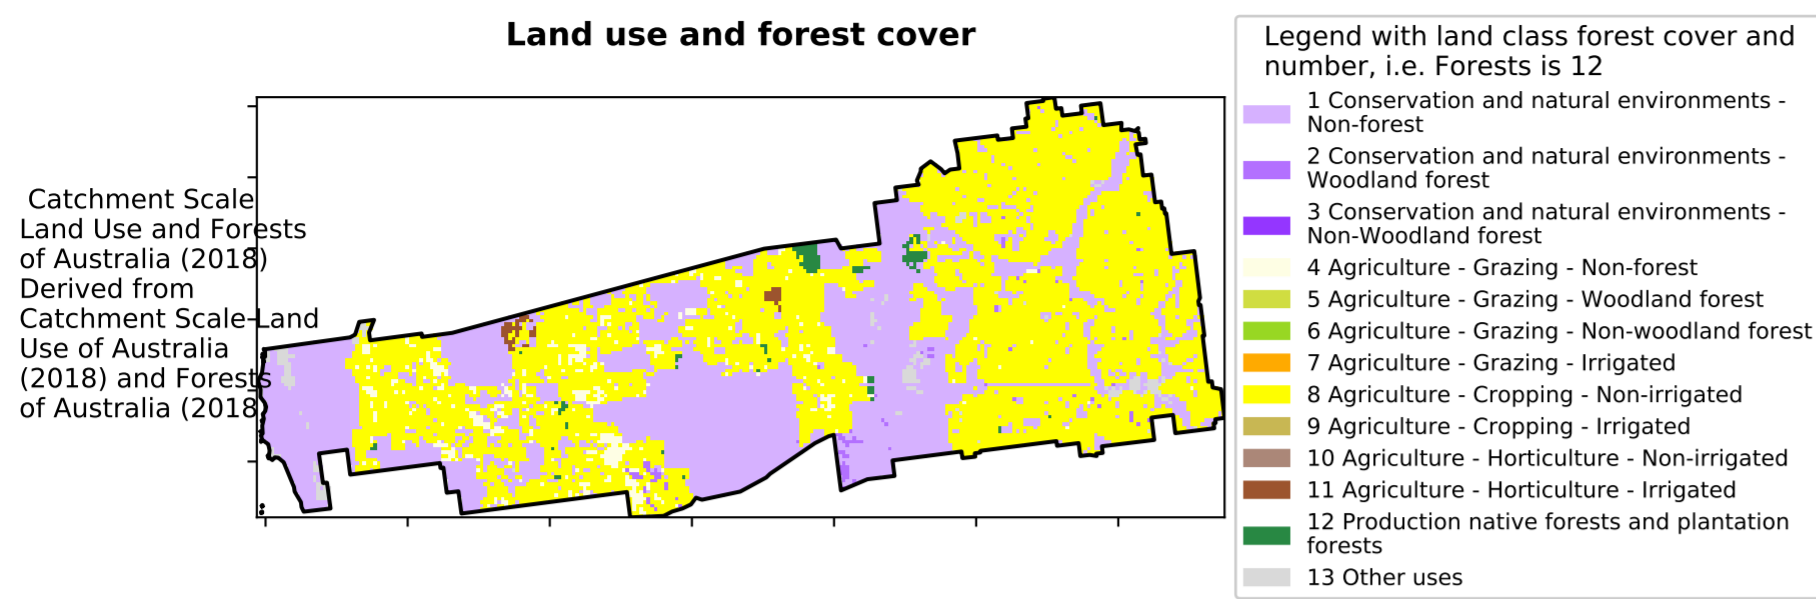 Land use and forest cover
Catchment Scale
Land Use and Forests
of Australia (2018)
Derived from
Catchment Scale Land
Use of Australia
(2018) and Forests
of Australia (2018
Legend with land class forest cover and
number, i.e. Forests is 12
1 Conservation and natural environments -
Non-forest
2 Conservation and natural environments -
Woodland forest
3 Conservation and natural environments -
Non-Woodland forest
4 Agriculture - Grazing - Non-forest
5 Agriculture - Grazing - Woodland forest
6 Agriculture - Grazing - Non-woodland forest
7 Agriculture - Grazing - Irrigated
8 Agriculture - Cropping - Non-irrigated
9 Agriculture - Cropping - Irrigated
10 Agriculture - Horticulture - Non-irrigated
11 Agriculture - Horticulture - Irrigated
12 Production native forests and plantation
forests
13 Other uses